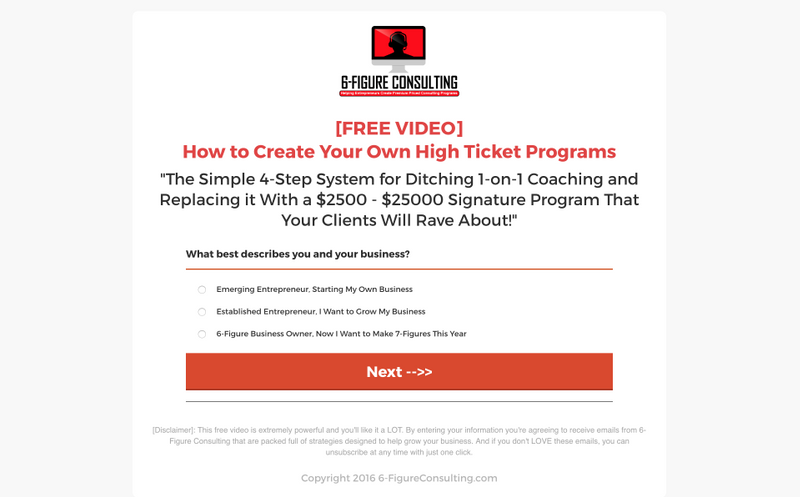 6-FIGURE CONSULTING
Helping Entrepreneurs Create Premium Priced Consulting Programs
[FREE VIDEO]
How to Create Your Own High Ticket Programs
"The Simple 4-Step System for Ditching 1-on-1 Coaching and
Replacing it With a $2500 - $25000 Signature Program That
Your Clients Will Rave About!"
What best describes you and your business?
Emerging Entrepreneur, Starting My Own Business
Established Entrepreneur, I Want to Grow My Business
6-Figure Business Owner, Now I Want to Make 7-Figures This Year
Next -->>
[Disclaimer]: This free video is extremely powerful and you'll like it a LOT. By entering your information you're agreeing to receive emails from 6-
Figure Consulting that are packed full of strategies designed to help grow your business. And if you don't LOVE these emails, you can
unsubscribe at any time with just one click.
Copyright 2016 6-FigureConsulting.com